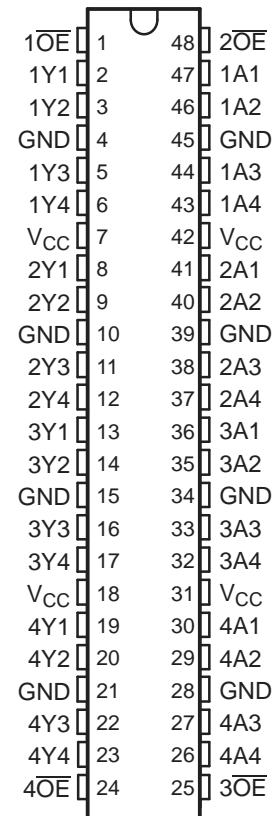 1O̅E̅ 1 48 2O̅E̅
1Y1 2 47 1A1
1Y2 3 46 1A2
GND 4 45 GND
1Y3 5 44 1A3
1Y4 6 43 1A4
VCC 7 42 VCC
2Y1 8 41 2A1
2Y2 9 40 2A2
GND 10 39 GND
2Y3 11 38 2A3
2Y4 12 37 2A4
3Y1 13 36 3A1
3Y2 14 35 3A2
GND 15 34 GND
3Y3 16 33 3A3
3Y4 17 32 3A4
VCC 18 31 VCC
4Y1 19 30 4A1
4Y2 20 29 4A2
GND 21 28 GND
4Y3 22 27 4A3
4Y4 23 26 4A4
4O̅E̅ 24 25 3O̅E̅